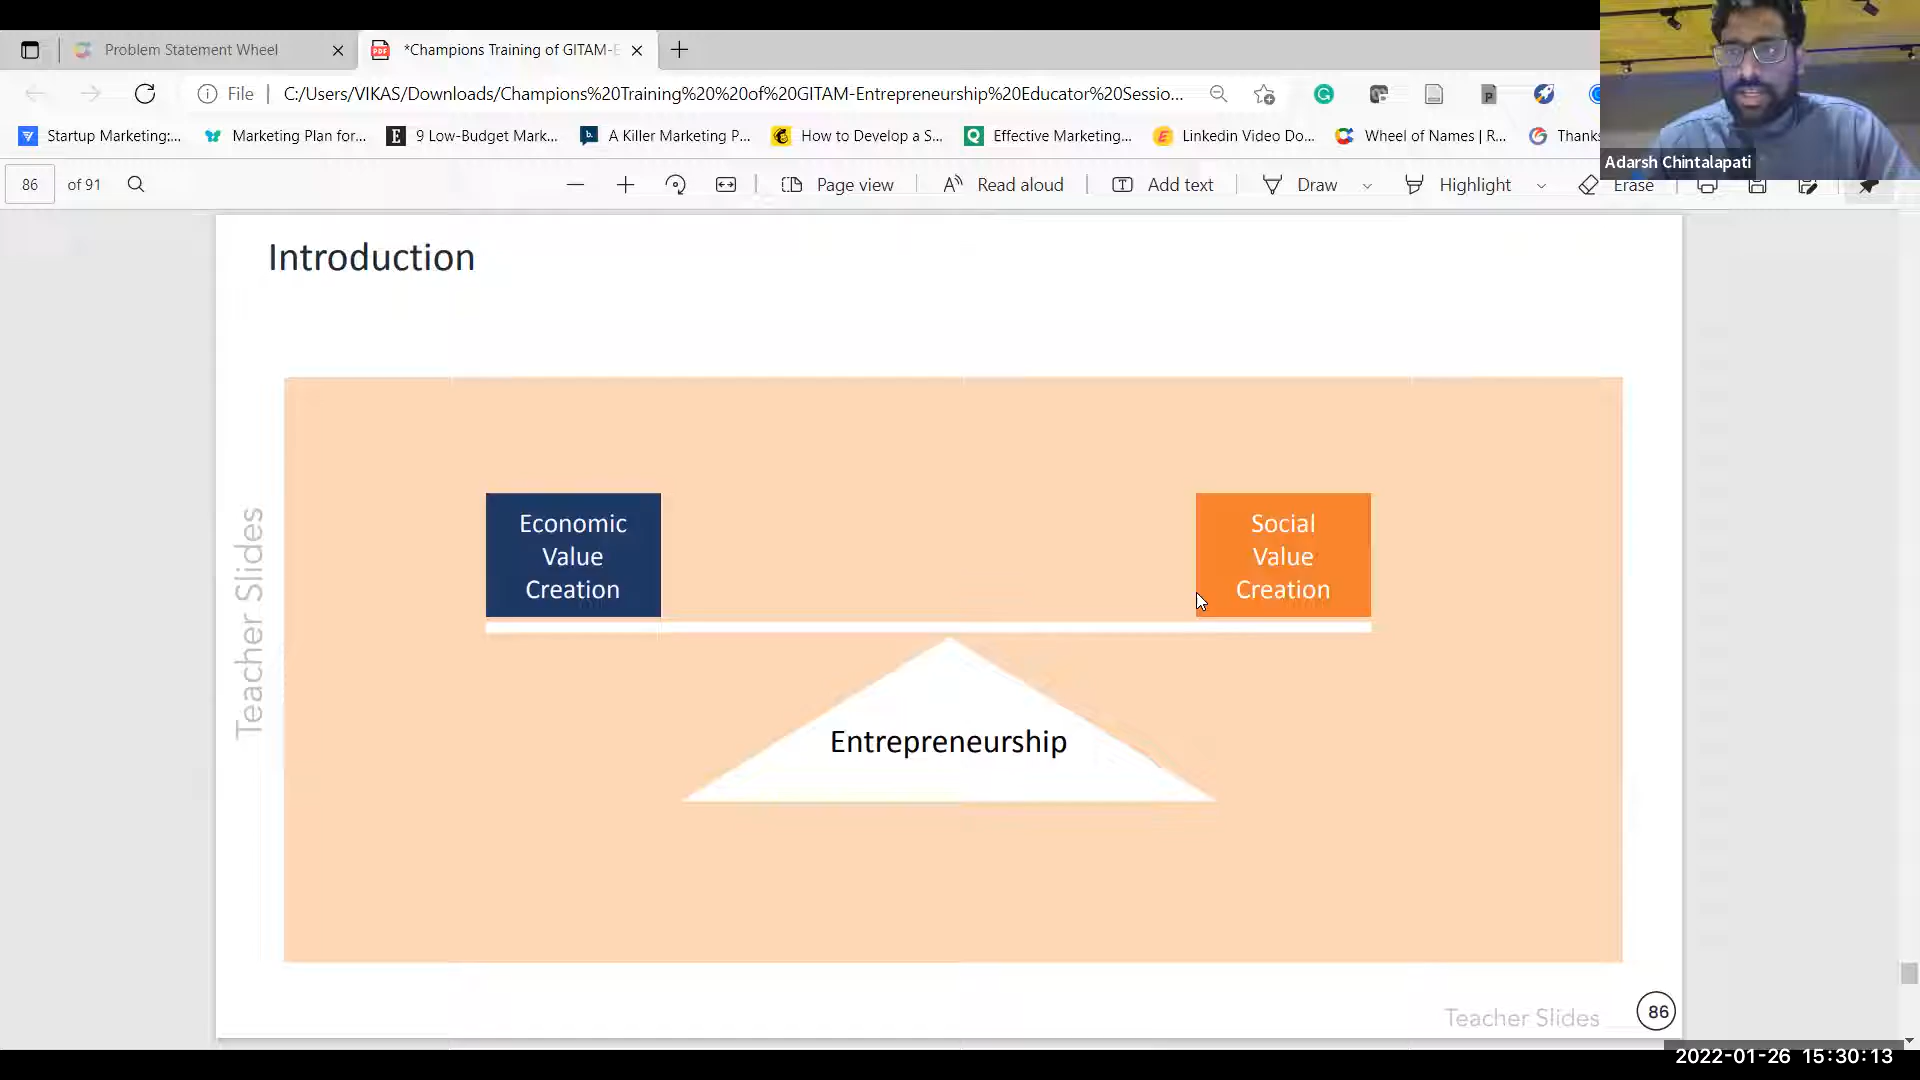 Problem Statement Wheel
*Champions Training of GITAM-E
File
C:/Users/VIKAS/Downloads/Champions%20Training%20%20of%20GITAM-Entrepreneurship%20Educator%20Sessio...
Startup Marketing:...
Marketing Plan for...
9 Low-Budget Mark...
A Killer Marketing P...
How to Develop a S...
Effective Marketing...
Linkedin Video Do...
Wheel of Names | R...
Thanks
Adarsh Chintalapati
86 of 91
Page view
Read aloud
Add text
Draw
Highlight
Erase
Introduction
Economic
Value
Creation
Social
Value
Creation
Entrepreneurship
Teacher Slides
Teacher Slides
86
2022-01-26 15:30:13